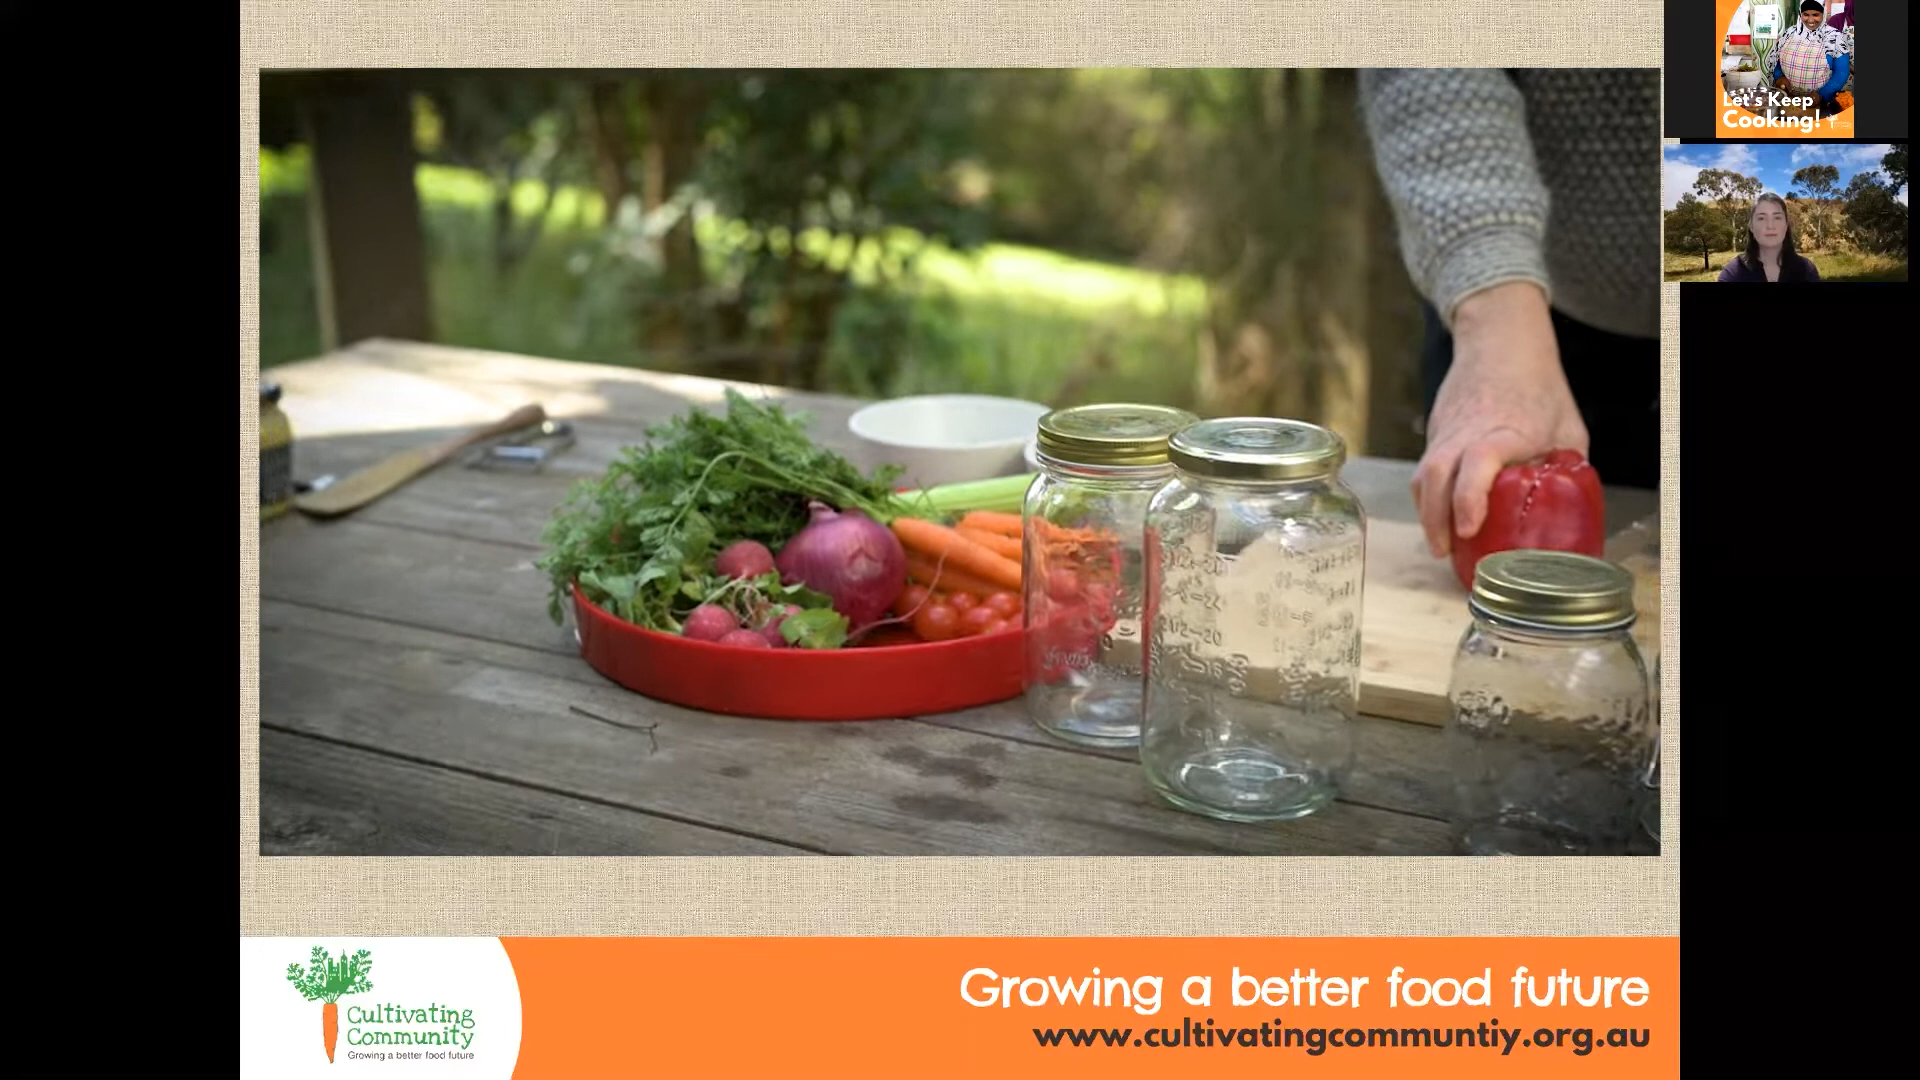 Let's Keep
Cooking!
Cultivating
Community
Growing a better food future
Growing a better food future
www.cultivatingcommuntiy.org.au